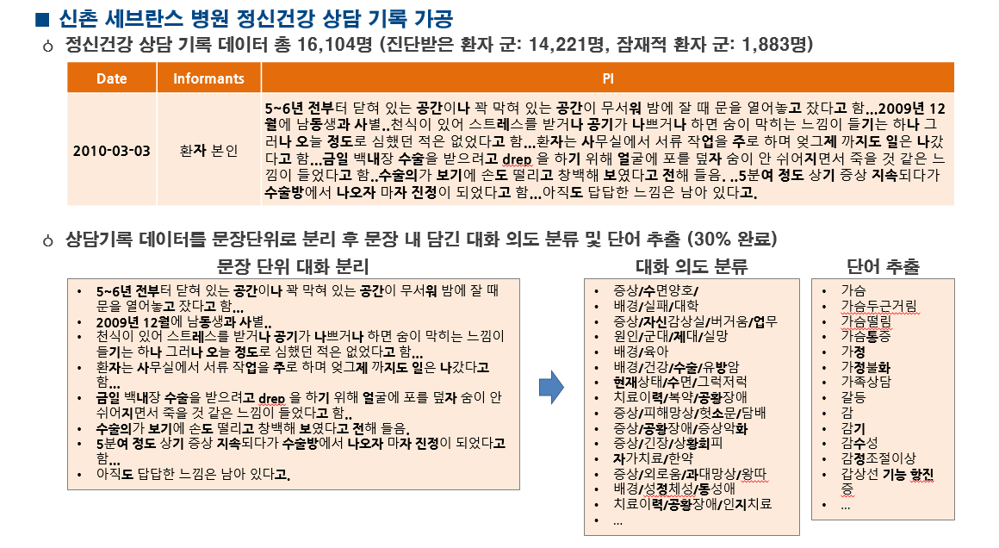 ■ 신촌 세브란스 병원 정신건강 상담 기록 가공
정신건강 상담 기록 데이터 총 16,104명 (진단받은 환자 군: 14,221명, 잠재적 환자 군: 1,883명)
Date Informants PI
2010-03-03 환자 본인
5~6년 전부터 닫혀 있는 공간이나 꽉 막혀 있는 공간이 무서워 밤에 잘 때 문을 열어놓고 잤다고 함...2009년 12
월에 남동생과 사별..천식이 있어 스트레스를 받거나 공기가 나쁘거나 하면 숨이 막히는 느낌이 들기는 하나 그
러나 오늘 정도로 심했던 적은 없었다고 함...환자는 사무실에서 서류 작업을 주로 하며 엊그제 까지도 일은 나갔
다고 함...금일 백내장 수술을 받으려고 drep 을 하기 위해 얼굴에 포를 덮자 숨이 안 쉬어지면서 죽을 것 같은 느
낌이 들었다고 함..수술의가 보기에 손도 떨리고 창백해 보였다고 전해 들음. ..5분여 정도 상기 증상 지속되다가
수술방에서 나오자 마자 진정이 되었다고 함...아직도 답답한 느낌은 남아 있다고.
상담기록 데이터를 문장단위로 분리 후 문장 내 담긴 대화 의도 분류 및 단어 추출 (30% 완료)
문장 단위 대화 분리
• 5~6년 전부터 닫혀 있는 공간이나 꽉 막혀 있는 공간이 무서워 밤에 잘 때
문을 열어놓고 잤다고 함...
• 2009년 12월에 남동생과 사별..
• 천식이 있어 스트레스를 받거나 공기가 나쁘거나 하면 숨이 막히는 느낌이
들기는 하나 그러나 오늘 정도로 심했던 적은 없었다고 함...
• 환자는 사무실에서 서류 작업을 주로 하며 엊그제 까지도 일은 나갔다고
함...
• 금일 백내장 수술을 받으려고 drep 을 하기 위해 얼굴에 포를 덮자 숨이 안
쉬어지면서 죽을 것 같은 느낌이 들었다고 함..
• 수술의가 보기에 손도 떨리고 창백해 보였다고 전해 들음.
• 5분여 정도 상기 증상 지속되다가 수술방에서 나오자 마자 진정이 되었다고
함...
• 아직도 답답한 느낌은 남아 있다고.
대화 의도 분류
• 증상/수면양호/
• 배경/실패/대학
• 증상/자신감상실/버거움/업무
• 원인/군대/제대/실망
• 배경/육아
• 배경/건강/수술/유방암
• 현재상태/수면/그럭저럭
• 치료이력/복약/공황장애
• 증상/피해망상/헛소문/담배
• 증상/공황장애/증상악화
• 증상/긴장/상황회피
• 자가치료/한약
• 증상/외로움/과대망상/왕따
• 배경/성정체성/동성애
• 치료이력/공황장애/인지치료
• ...
단어 추출
• 가슴
• 가슴두근거림
• 가슴떨림
• 가슴통증
• 가정
• 가정불화
• 가족상담
• 갈등
• 감
• 감기
• 감수성
• 감정조절이상
• 갑상선 기능 항진
증
• ...